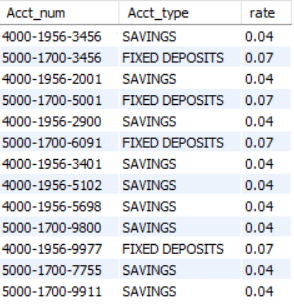 Acct_num Acct_type rate
4000-1956-3456 SAVINGS 0.04
5000-1700-3456 FIXED DEPOSITS 0.07
4000-1956-2001 SAVINGS 0.04
5000-1700-5001 FIXED DEPOSITS 0.07
4000-1956-2900 SAVINGS 0.04
5000-1700-6091 FIXED DEPOSITS 0.07
4000-1956-3401 SAVINGS 0.04
4000-1956-5102 SAVINGS 0.04
4000-1956-5698 SAVINGS 0.04
5000-1700-9800 SAVINGS 0.04
4000-1956-9977 FIXED DEPOSITS 0.07
5000-1700-7755 SAVINGS 0.04
5000-1700-9911 SAVINGS 0.04